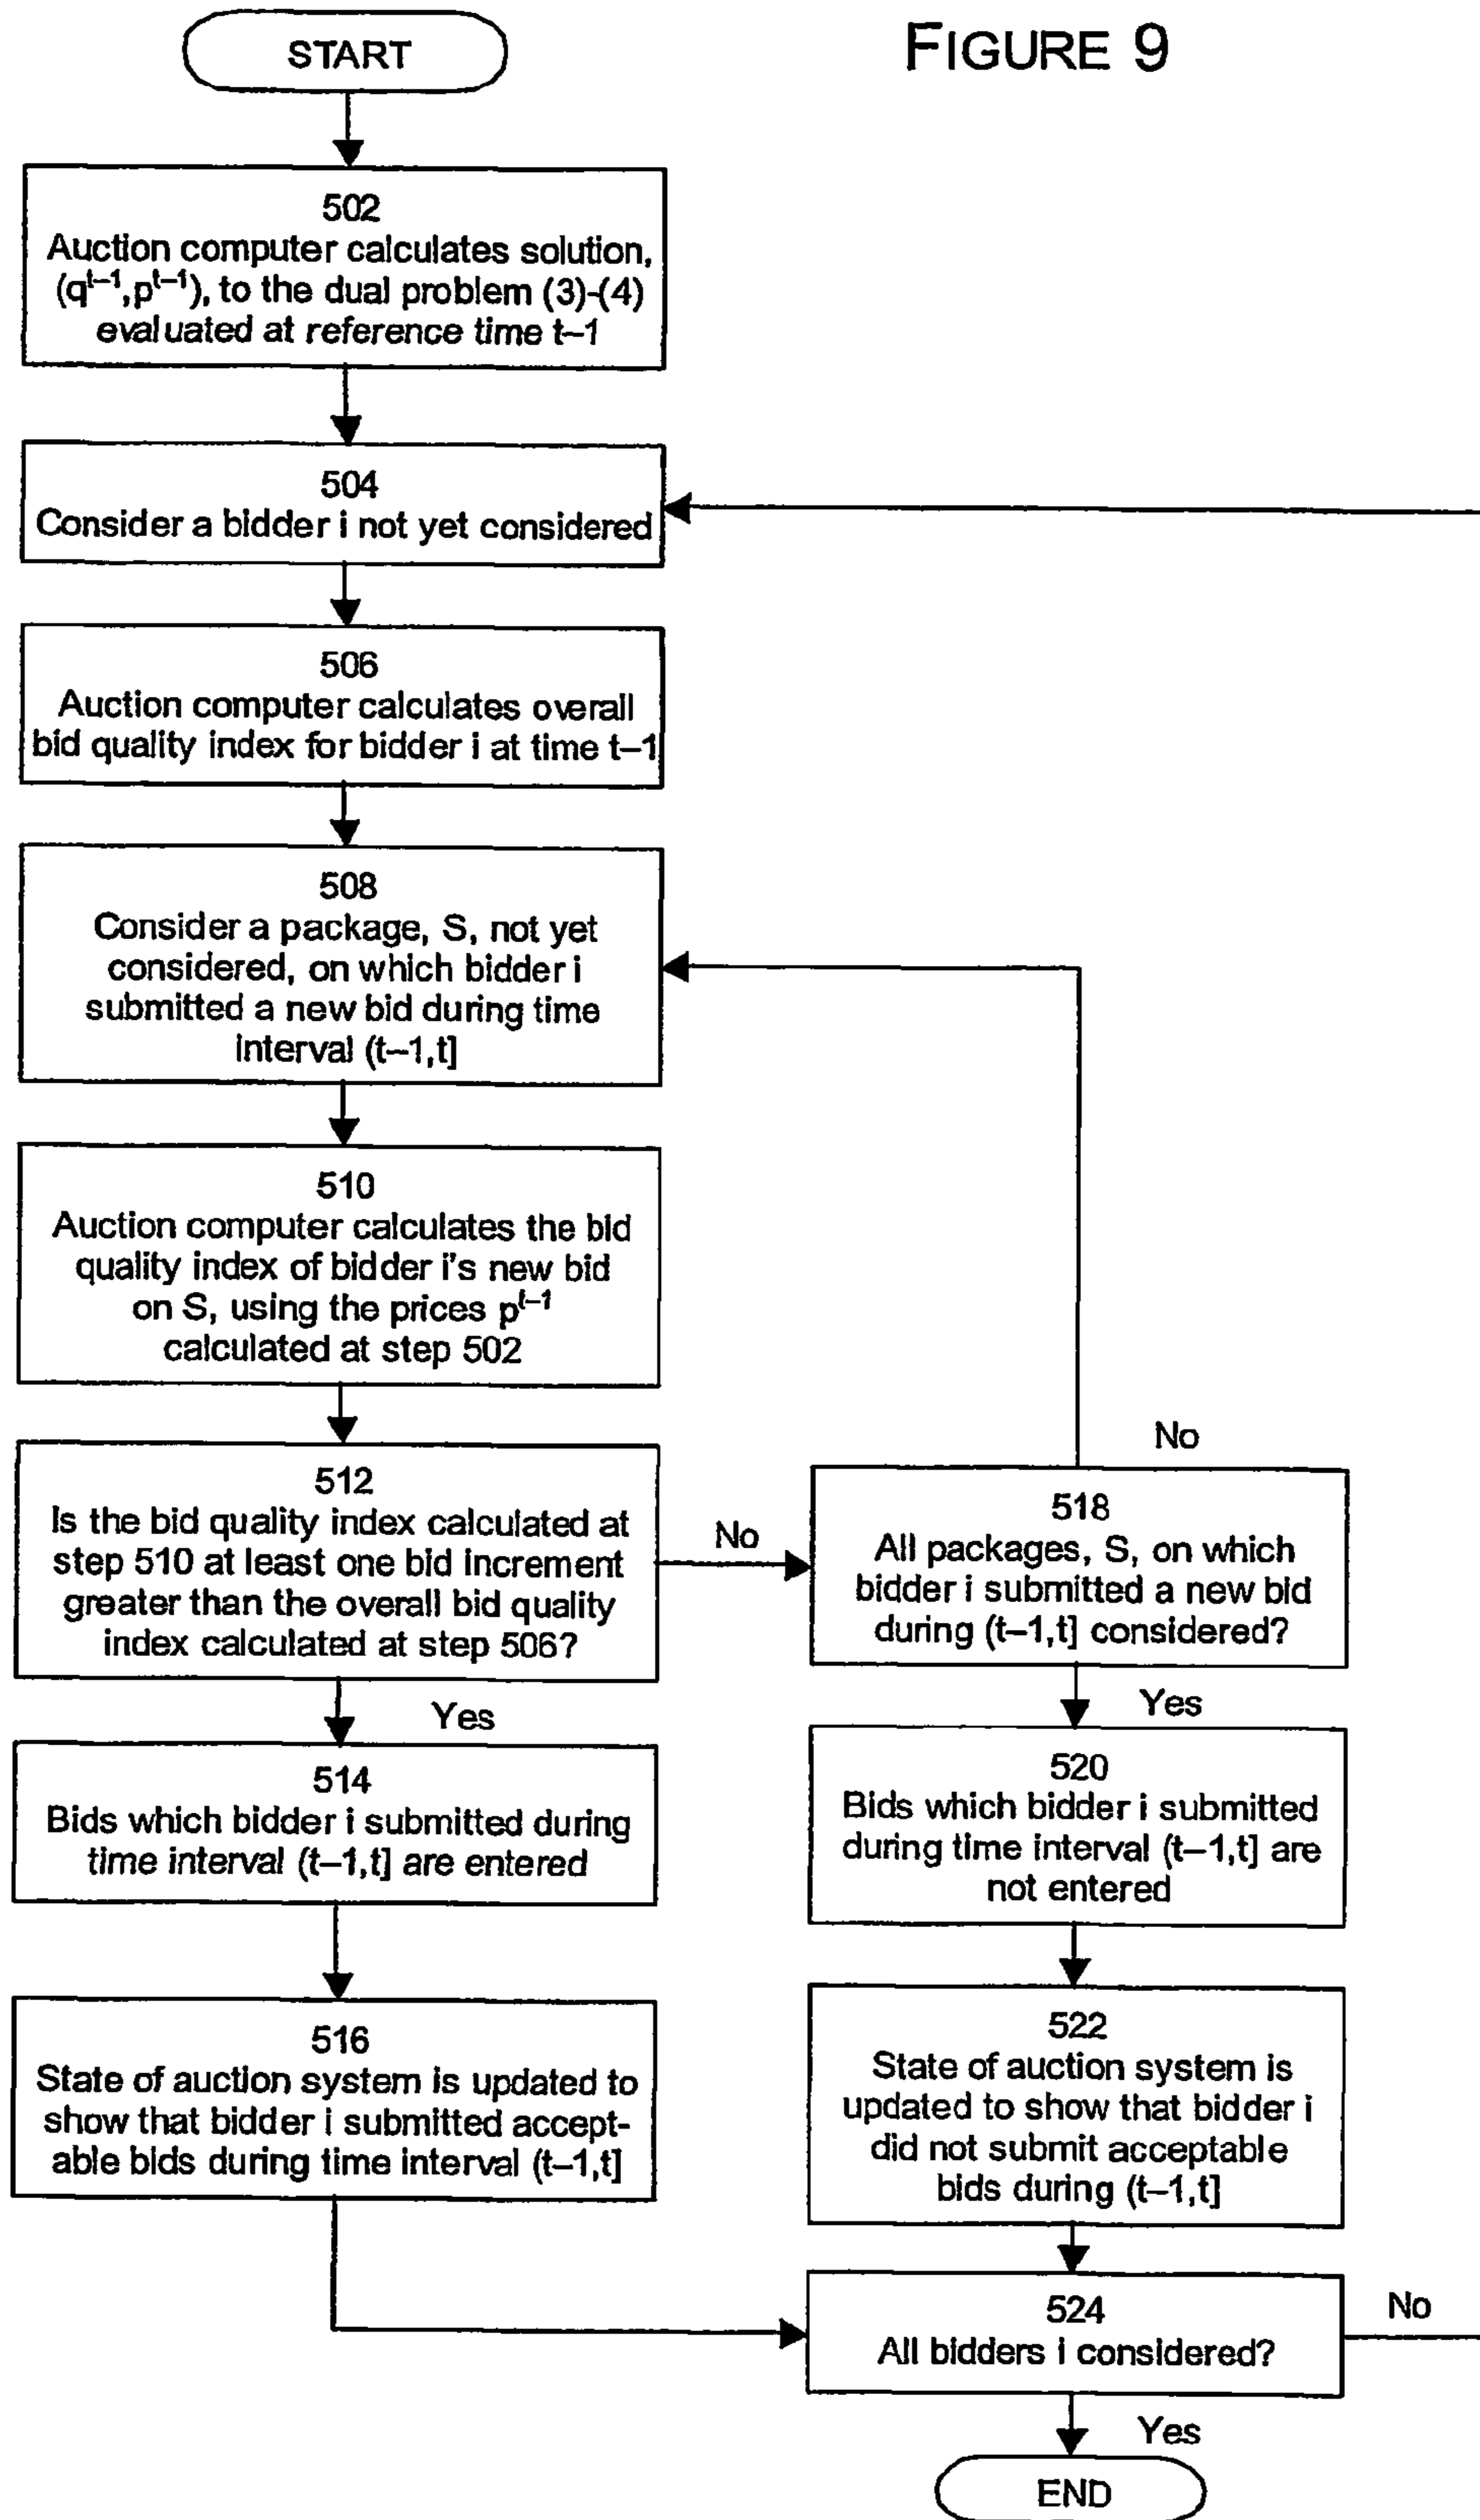 START
FIGURE 9
502
Auction computer calculates solution,
(q^{t–1},p^{t–1}), to the dual problem (3)-(4)
evaluated at reference time t–1
504
Consider a bidder i not yet considered
506
Auction computer calculates overall
bid quality index for bidder i at time t–1
508
Consider a package, S, not yet
considered, on which bidder i
submitted a new bid during time
interval (t–1,t]
510
Auction computer calculates the bid
quality index of bidder i's new bid
on S, using the prices p^{t–1}
calculated at step 502
512
Is the bid quality index calculated at
step 510 at least one bid increment
greater than the overall bid quality
index calculated at step 506?
No
Yes
514
Bids which bidder i submitted during
time interval (t–1,t] are entered
516
State of auction system is updated to
show that bidder i submitted accept-
able bids during time interval (t–1,t]
No
518
All packages, S, on which
bidder i submitted a new bid
during (t–1,t] considered?
Yes
520
Bids which bidder i submitted
during time interval (t–1,t] are
not entered
522
State of auction system is
updated to show that bidder i
did not submit acceptable
bids during (t–1,t]
524
All bidders i considered?
No
Yes
END